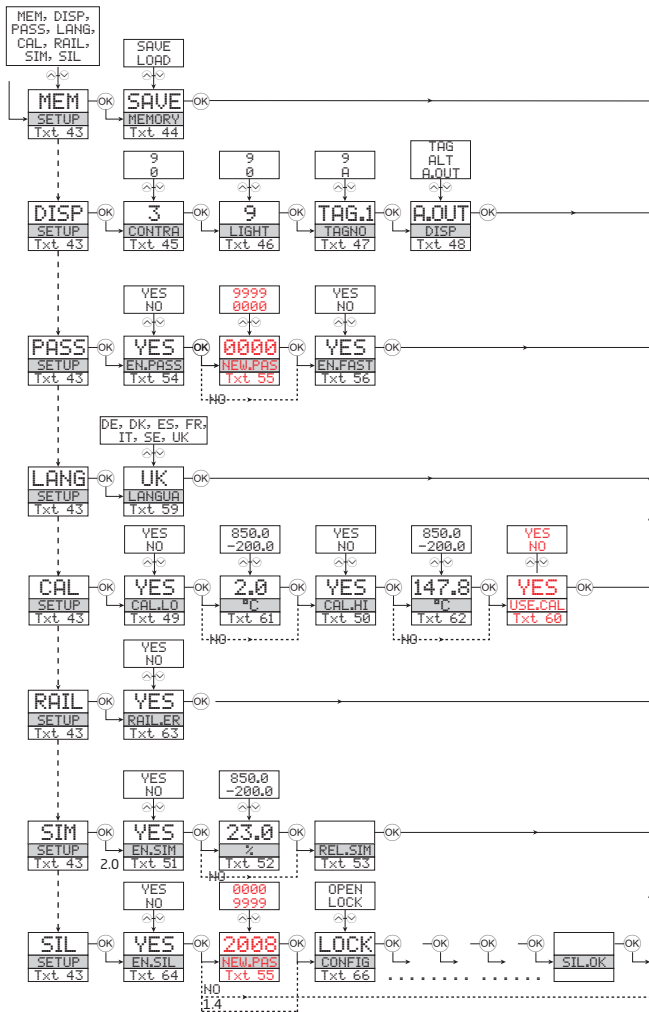 MEM, DISP,
PASS, LANG,
CAL, RAIL,
SIM, SIL
SAVE
LOAD
MEM OK SAVE OK
SETUP MEMORY
Txt 43 Txt 44
9 9 9 TAG
0 0 A ALT
A.OUT
DISP OK 3 OK 9 OK TAG.1 OK A.OUT OK
SETUP CONTRA LIGHT TAGNO DISP
Txt 43 Txt 45 Txt 46 Txt 47 Txt 48
YES 9999 YES
NO 0000 NO
PASS OK YES OK 0000 OK YES OK
SETUP EN.PASS NEW.PAS EN.FAST
Txt 43 Txt 54 Txt 55 Txt 56
NO
DE, DK, ES, FR,
IT, SE, UK
LANG OK UK OK
SETUP LANGUA
Txt 43 Txt 59
YES 850.0 YES 850.0 YES
NO -200.0 NO -200.0 NO
CAL OK YES OK 2.0 OK YES OK 147.8 OK YES OK
SETUP CAL.LO °C CAL.HI °C USE.CAL
Txt 43 Txt 49 Txt 61 Txt 50 Txt 62 Txt 60
NO NO
YES
NO
RAIL OK YES OK
SETUP RAIL.ER
Txt 43 Txt 63
YES 850.0
NO -200.0
SIM OK YES OK 23.0 OK OK
SETUP EN.SIM % REL.SIM
Txt 43 2.0 Txt 51 Txt 52 Txt 53
NO
YES 0000 OPEN
NO 9999 LOCK
SIL OK YES OK 2008 OK LOCK OK OK OK OK OK
SETUP EN.SIL NEW.PAS CONFIG SIL.OK
Txt 43 Txt 64 Txt 55 Txt 66
NO
1.4